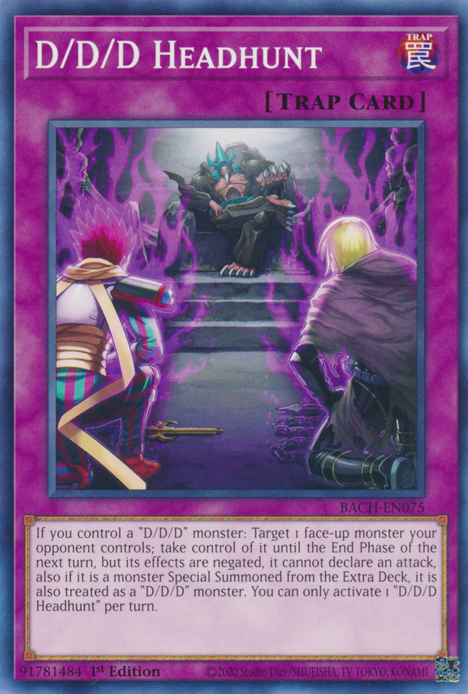 D/D/D HEADHUNT
TRAP
罠
[TRAP CARD]
BACH-EN075
If you control a "D/D/D" monster: Target 1 face-up monster your
opponent controls; take control of it until the End Phase of the
next turn, but its effects are negated, it cannot declare an attack,
also if it is a monster Special Summoned from the Extra Deck, it is
also treated as a "D/D/D" monster. You can only activate 1 "D/D/D
Headhunt" per turn.
91781484 1st Edition
©2020 Studio Dice/SHUEISHA, TV TOKYO, KONAMI